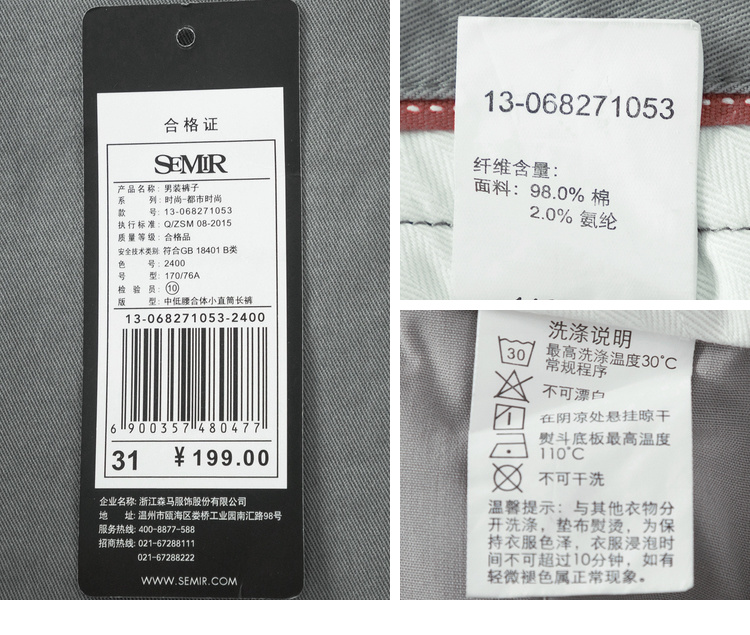 合格证
SEMIR
产品名称: 男装裤子
系 列: 时尚-都市时尚
款 号: 13-068271053
执行标准: Q/ZSM 08-2015
质量等级: 合格品
安全技术类别: 符合GB 18401 B类
色 号: 2400
号 型: 170/76A
检 验 员: 10
版 型: 中低腰合体小直筒长裤
13-068271053-2400
6 900357 480477
31 ¥199.00
企业名称: 浙江森马服饰股份有限公司
地 址: 温州市瓯海区娄桥工业园南汇路98号
服务热线: 400-8877-588
招商热线: 021-67288111
021-67288222
WWW.SEMIR.COM
13-068271053
纤维含量:
面料: 98.0% 棉
2.0% 氨纶
洗涤说明
30
最高洗涤温度30°C
常规程序
不可漂白
在阴凉处悬挂晾干
熨斗底板最高温度
110°C
不可干洗
温馨提示: 与其他衣物分
开洗涤, 垫布熨烫, 为保
持衣服色泽, 衣服浸泡时
间不可超过10分钟, 如有
轻微褪色属正常现象。